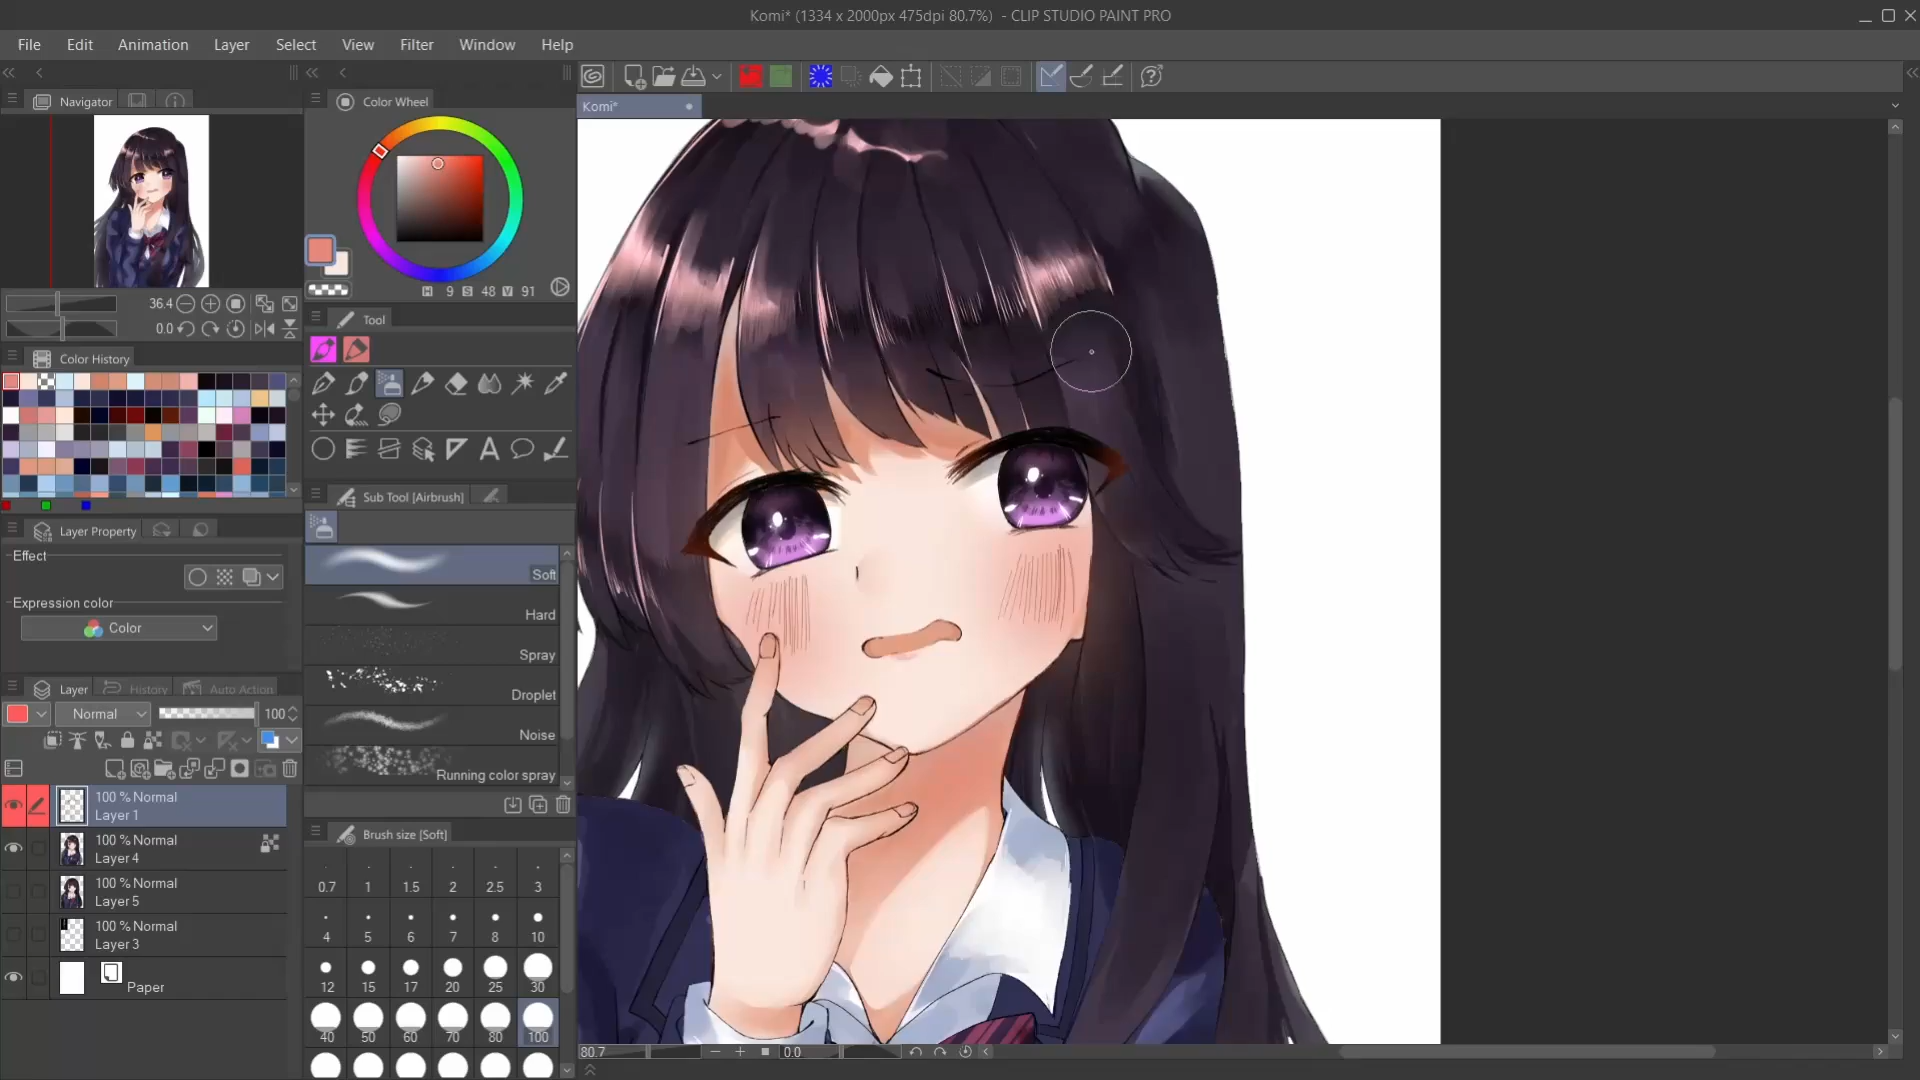 Komi* (1334 x 2000px 475dpi 80.7%) - CLIP STUDIO PAINT PRO
File Edit Animation Layer Select View Filter Window Help
Navigator
Color Wheel
Komi*
36.4
0.0
H 9 S 48 V 91
Tool
Color History
A
Sub Tool [Airbrush]
Layer Property
Effect
Soft
Expression color
Hard
Color
Spray
Droplet
Layer History Auto Action
Normal 100
Noise
Running color spray
100 % Normal
Layer 1
Brush size [Soft]
100 % Normal
Layer 4
0.7 1 1.5 2 2.5 3
100 % Normal
Layer 5
4 5 6 7 8 10
100 % Normal
Layer 3
Paper
12 15 17 20 25 30
40 50 60 70 80 100
80.7 0.0